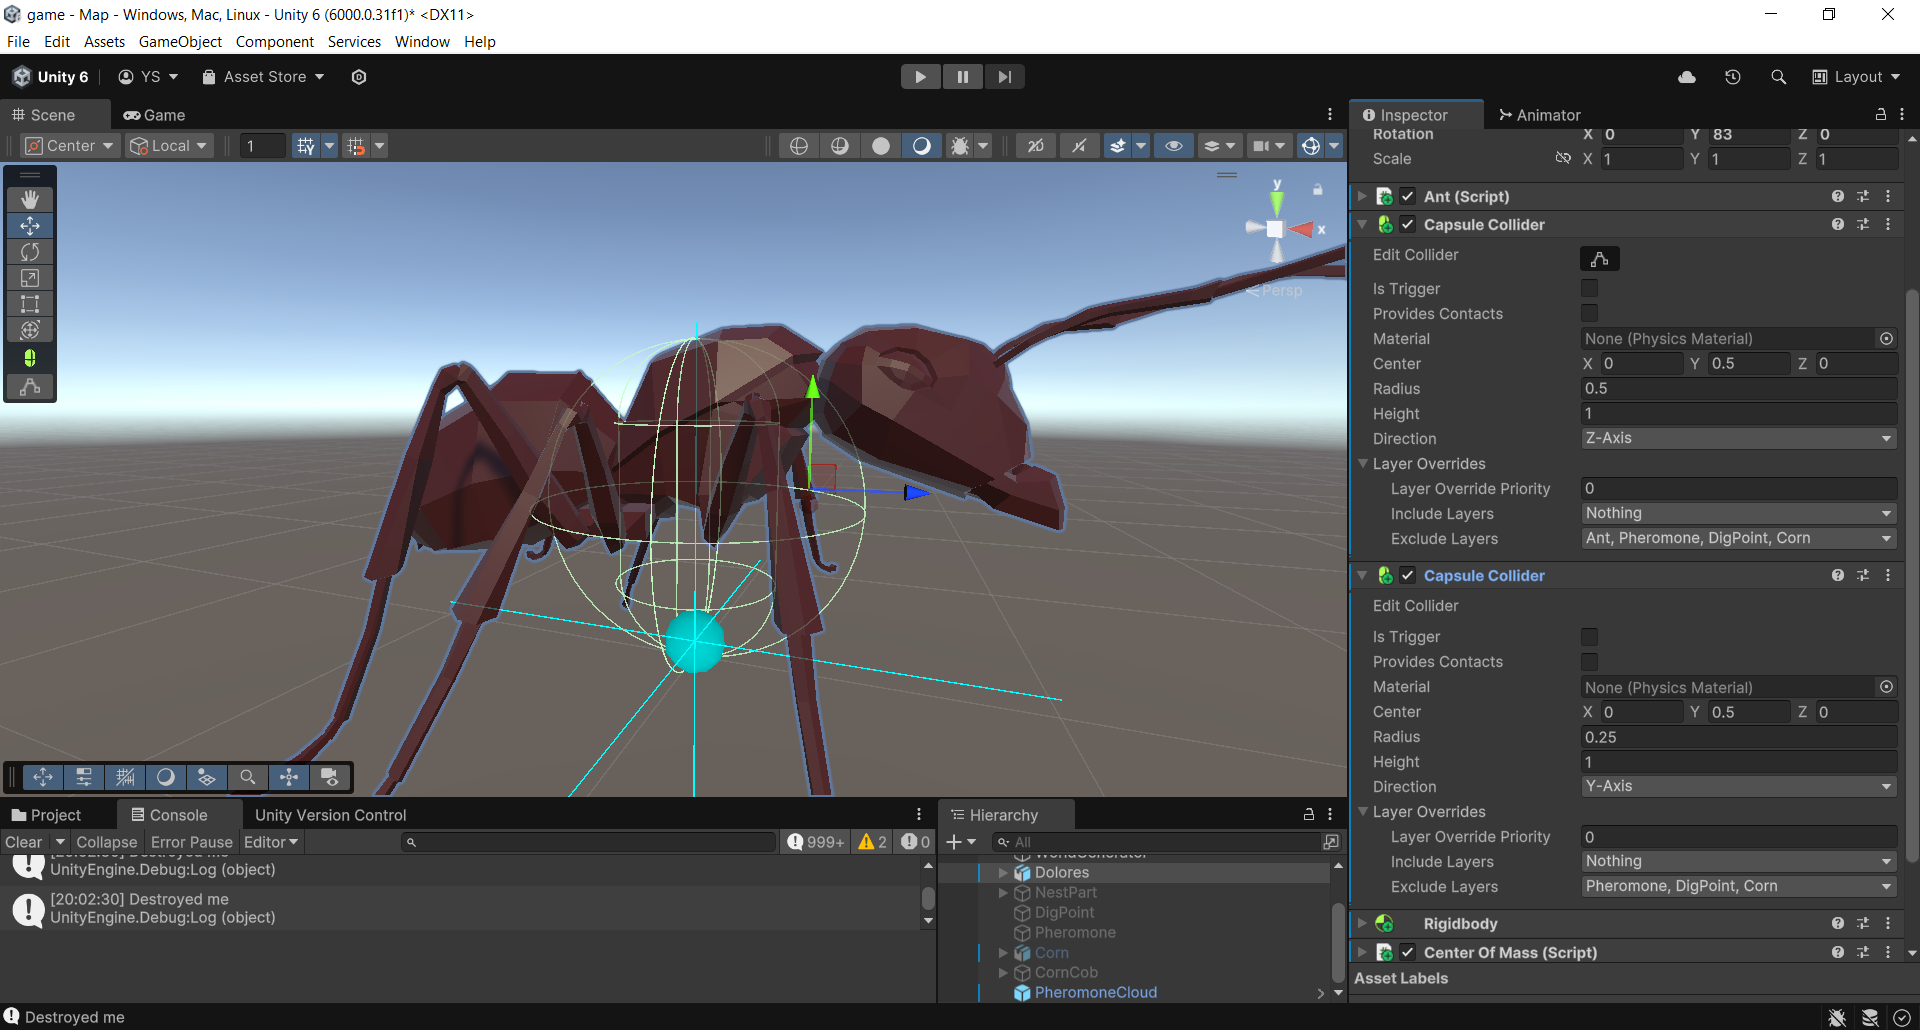 game - Map - Windows, Mac, Linux - Unity 6 (6000.0.31f1)* <DX11>
File Edit Assets GameObject Component Services Window Help
Unity 6 YS Asset Store Layout
Scene Game
Center Local 1 2D
y
x
Persp
Inspector Animator
Rotation X 0 Y 83 Z 0
Scale X 1 Y 1 Z 1
Ant (Script)
Capsule Collider
Edit Collider
Is Trigger
Provides Contacts
Material None (Physics Material)
Center X 0 Y 0.5 Z 0
Radius 0.5
Height 1
Direction Z-Axis
Layer Overrides
Layer Override Priority 0
Include Layers Nothing
Exclude Layers Ant, Pheromone, DigPoint, Corn
Capsule Collider
Edit Collider
Is Trigger
Provides Contacts
Material None (Physics Material)
Center X 0 Y 0.5 Z 0
Radius 0.25
Height 1
Direction Y-Axis
Layer Overrides
Layer Override Priority 0
Include Layers Nothing
Exclude Layers Pheromone, DigPoint, Corn
Rigidbody
Center Of Mass (Script)
Asset Labels
Project Console Unity Version Control
Clear Collapse Error Pause Editor 999+ 2 0
[20:02:30] Destroyed me
UnityEngine.Debug:Log (object)
[20:02:30] Destroyed me
UnityEngine.Debug:Log (object)
Hierarchy
All
WorldGenerator
Dolores
NestPart
DigPoint
Pheromone
Corn
CornCob
PheromoneCloud
Destroyed me